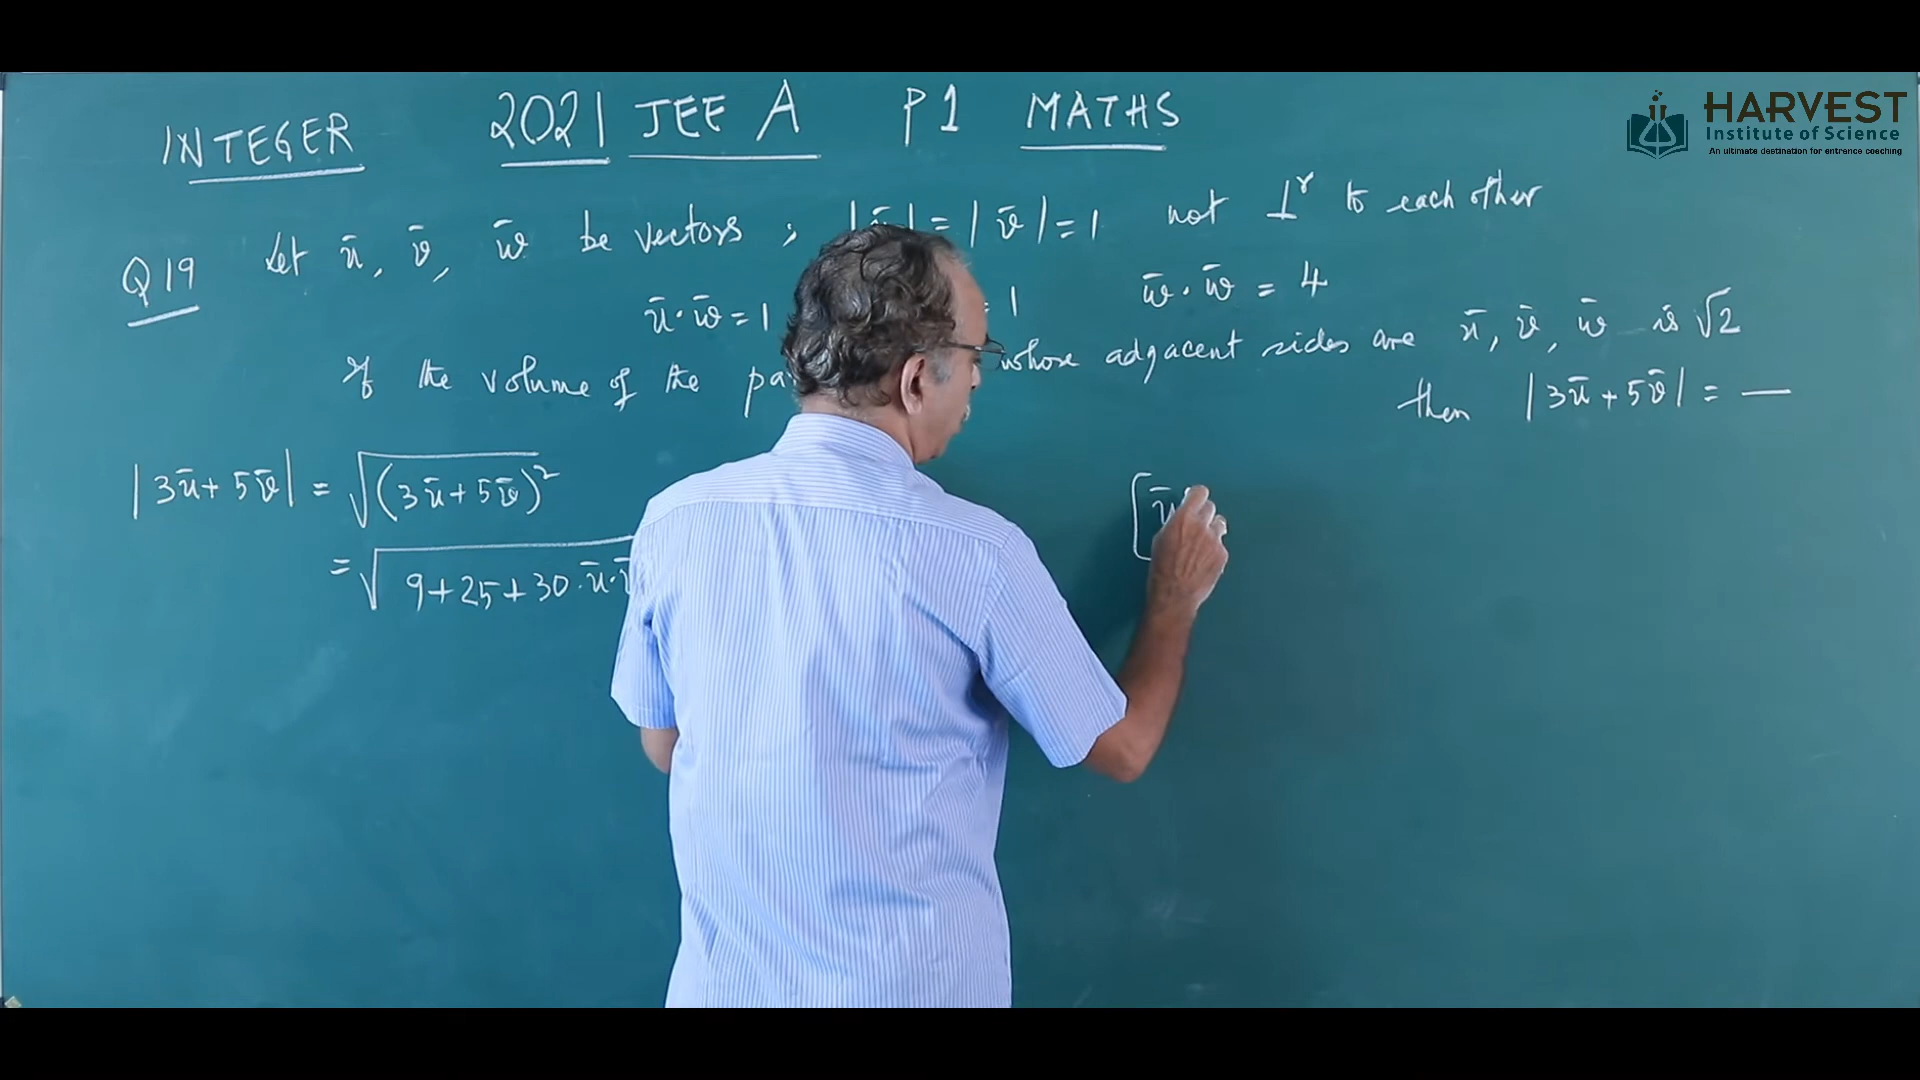 HARVEST
Institute of Science
An ultimate destination for entrance coaching
INTEGER 2021 JEE A P1 MATHS
Q19 Let ū, v̄, w̄ be vectors ; | | = | v̄ | = 1 not ⊥r to each other
ū · w̄ = 1 = 1 w̄ · w̄ = 4
If the volume of the whose adjacent sides are ū, v̄, w̄ is √2
then | 3ū + 5v̄ | = —
| 3ū + 5v̄ | = √(3ū + 5v̄)²
= √ 9 + 25 + 30 · ū ·
[ ū